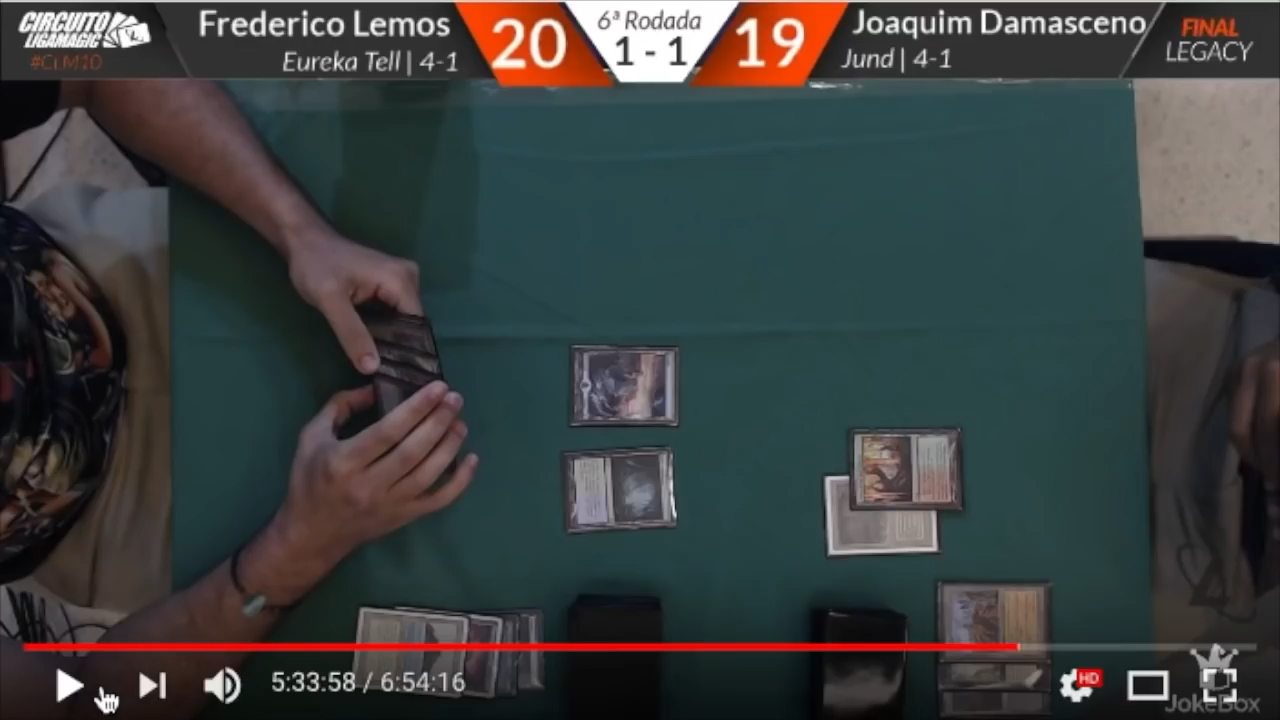 CIRCUITO
LIGAMAGIC
#CLM10
Frederico Lemos
Eureka Tell | 4-1
20
6ª Rodada
1 - 1
19
Joaquim Damasceno
Jund | 4-1
FINAL
LEGACY
5:33:58 / 6:54:16
HD
JokeBox